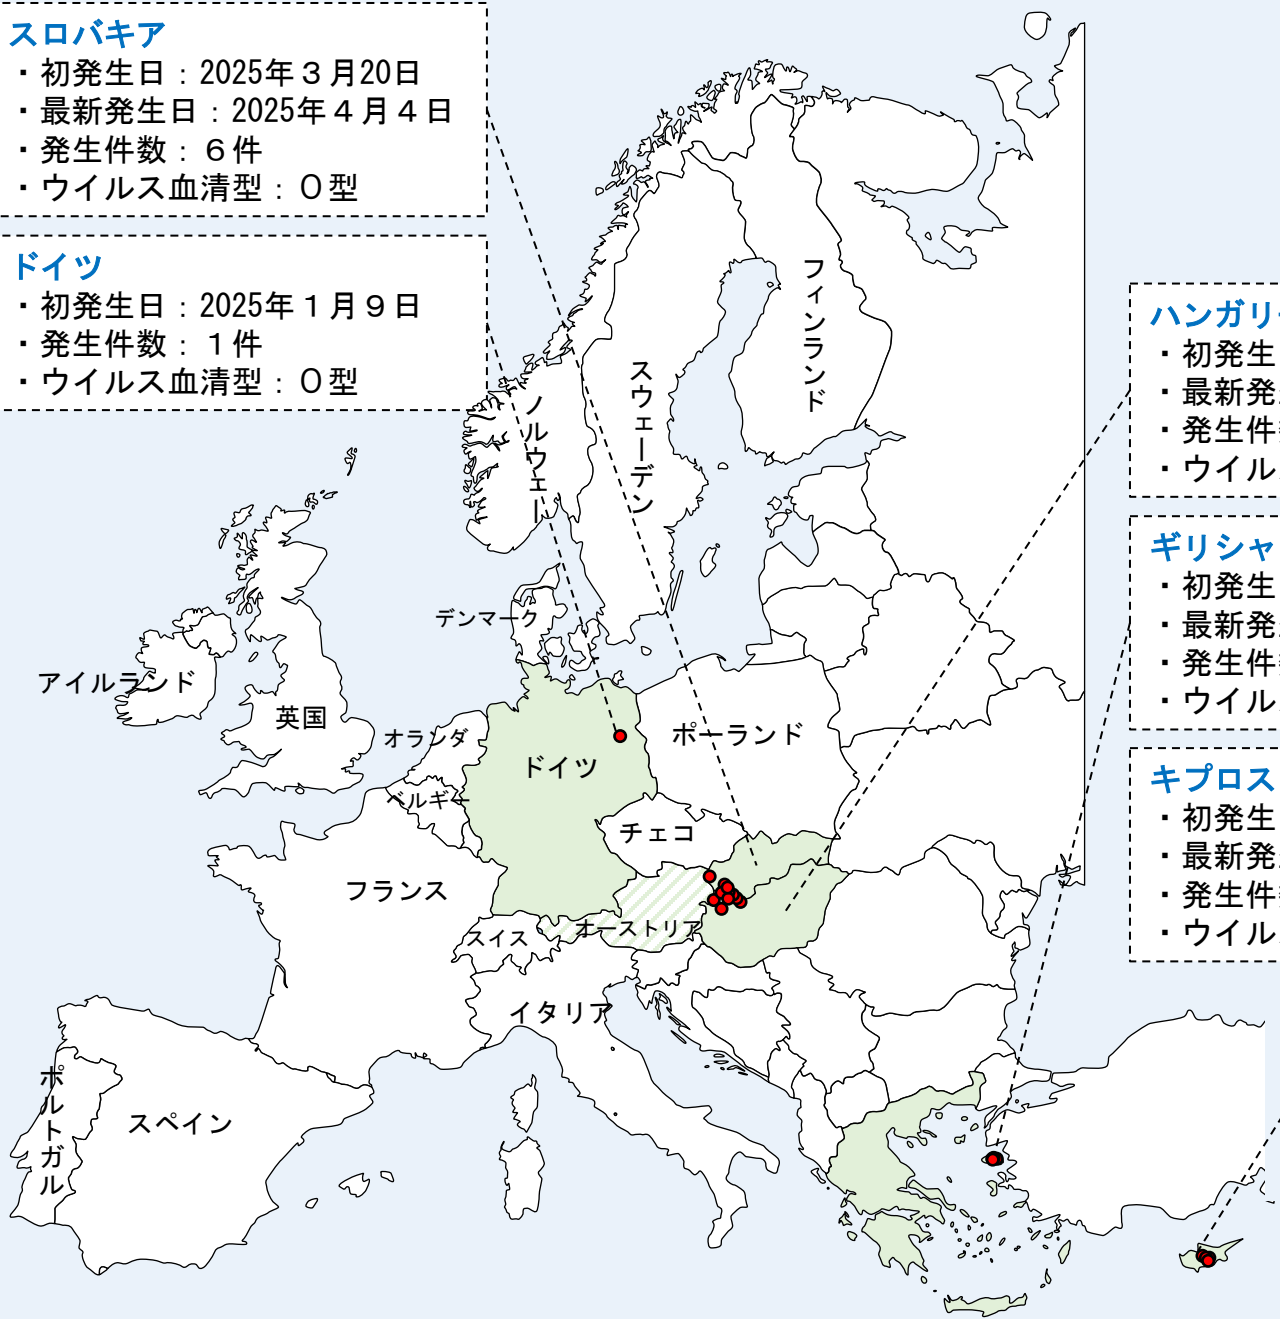 スロバキア
・初発生日：2025年３月20日
・最新発生日：2025年４月４日
・発生件数：６件
・ウイルス血清型：Ｏ型
ドイツ
・初発生日：2025年１月９日
・発生件数：１件
・ウイルス血清型：Ｏ型
ハンガリ
・初発生
・最新発
・発生件
・ウイル
ギリシャ
・初発生
・最新発
・発生件
・ウイル
キプロス
・初発生
・最新発
・発生件
・ウイル
フィンランド
スウェーデン
ノルウェー
デンマーク
アイルランド
英国
オランダ
ベルギー
ドイツ
ポーランド
チェコ
フランス
スイス
オーストリア
イタリア
ポルトガル
スペイン